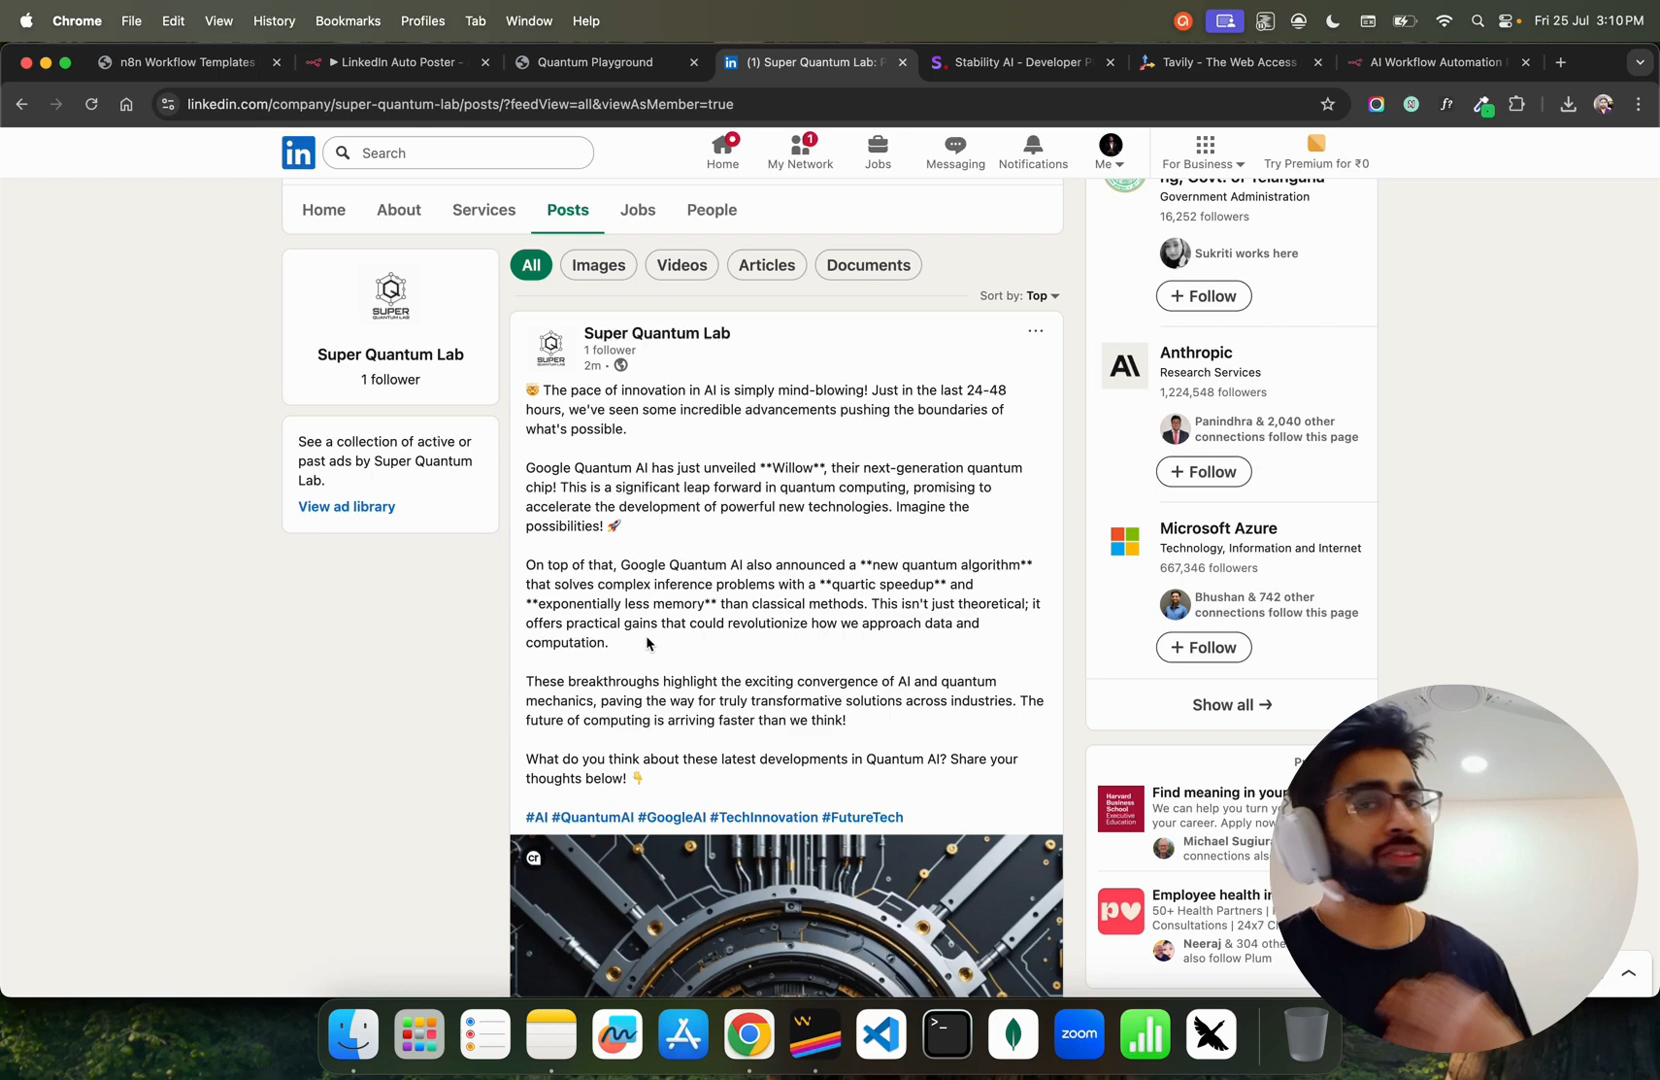 Chrome File Edit View History Bookmarks Profiles Tab Window Help
Fri 25 Jul 3:10 PM
n8n Workflow Templates
LinkedIn Auto Poster -
Quantum Playground
(1) Super Quantum Lab: P
Stability AI - Developer P
Tavily - The Web Access
AI Workflow Automation
linkedin.com/company/super-quantum-lab/posts/?feedView=all&viewAsMember=true
Search
Home
My Network
1
Jobs
Messaging
Notifications
Me
For Business
Try Premium for ₹0
Home About Services Posts Jobs People
SUPER
QUANTUM LAB
Super Quantum Lab
1 follower
See a collection of active or
past ads by Super Quantum
Lab.
View ad library
All Images Videos Articles Documents
Sort by: Top
Super Quantum Lab
1 follower
2m •
🤯 The pace of innovation in AI is simply mind-blowing! Just in the last 24-48
hours, we've seen some incredible advancements pushing the boundaries of
what's possible.
Google Quantum AI has just unveiled **Willow**, their next-generation quantum
chip! This is a significant leap forward in quantum computing, promising to
accelerate the development of powerful new technologies. Imagine the
possibilities! 🚀
On top of that, Google Quantum AI also announced a **new quantum algorithm**
that solves complex inference problems with a **quartic speedup** and
**exponentially less memory** than classical methods. This isn't just theoretical; it
offers practical gains that could revolutionize how we approach data and
computation.
These breakthroughs highlight the exciting convergence of AI and quantum
mechanics, paving the way for truly transformative solutions across industries. The
future of computing is arriving faster than we think!
What do you think about these latest developments in Quantum AI? Share your
thoughts below! 👇
#AI #QuantumAI #GoogleAI #TechInnovation #FutureTech
ng, Govt. of Telangana
Government Administration
16,252 followers
Sukriti works here
+ Follow
Anthropic
Research Services
1,224,548 followers
Panindhra & 2,040 other
connections follow this page
+ Follow
Microsoft Azure
Technology, Information and Internet
667,346 followers
Bhushan & 742 other
connections follow this page
+ Follow
Show all →
Harvard
Business
School
Executive
Education
Find meaning in your
We can help you turn
your career. Apply now
Michael Sugiura
connections als
Employee health i
50+ Health Partners |
Consultations | 24x7 C
Neeraj & 304 othe
also follow Plum
zoom